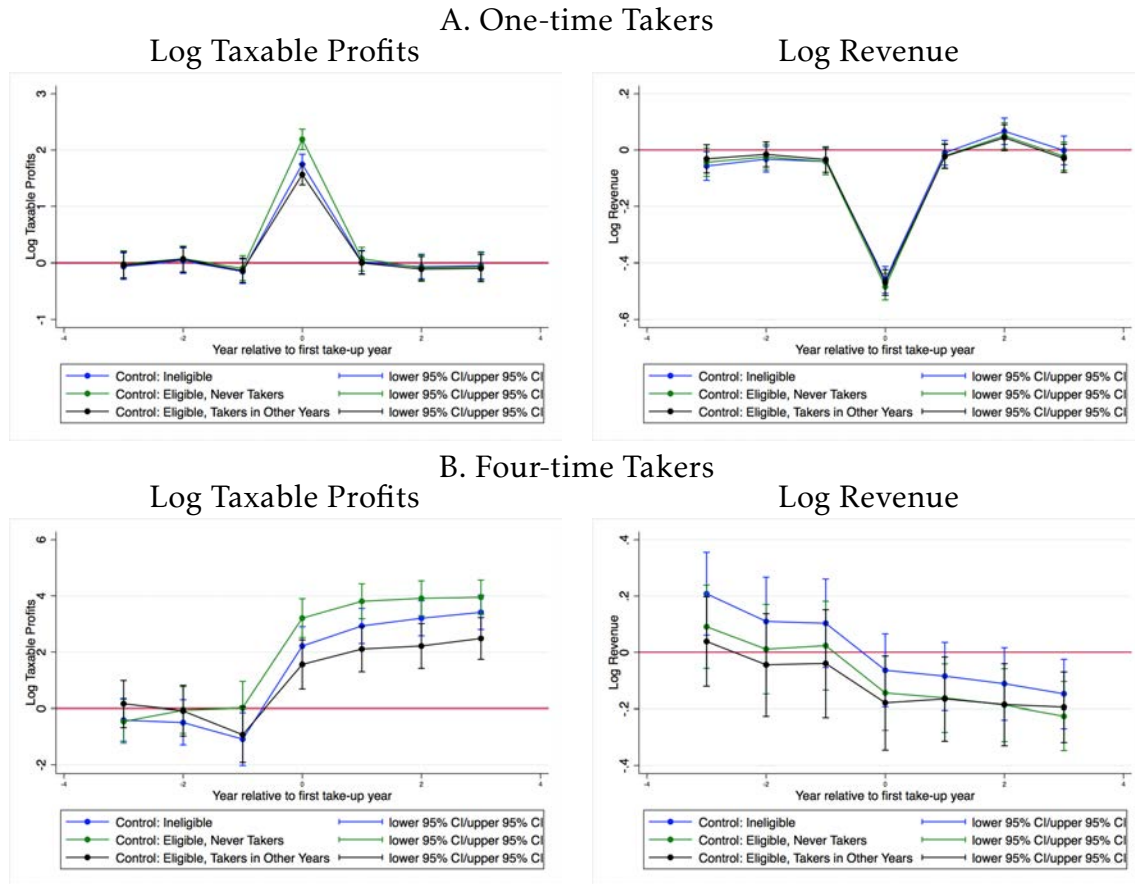 A. One-time Takers
Log Taxable Profits
Log Revenue
Log Taxable Profits
3
2
1
0
-1
-4
-2
0
2
4
Year relative to first take-up year
Control: Ineligible
lower 95% CI/upper 95% CI
Control: Eligible, Never Takers
lower 95% CI/upper 95% CI
Control: Eligible, Takers in Other Years
lower 95% CI/upper 95% CI
Log Revenue
.2
0
-.2
-.4
-.6
-4
-2
0
2
4
Year relative to first take-up year
Control: Ineligible
lower 95% CI/upper 95% CI
Control: Eligible, Never Takers
lower 95% CI/upper 95% CI
Control: Eligible, Takers in Other Years
lower 95% CI/upper 95% CI
B. Four-time Takers
Log Taxable Profits
Log Revenue
Log Taxable Profits
6
4
2
0
-2
-4
-2
0
2
4
Year relative to first take-up year
Control: Ineligible
lower 95% CI/upper 95% CI
Control: Eligible, Never Takers
lower 95% CI/upper 95% CI
Control: Eligible, Takers in Other Years
lower 95% CI/upper 95% CI
Log Revenue
.4
.2
0
-.2
-.4
-4
-2
0
2
4
Year relative to first take-up year
Control: Ineligible
lower 95% CI/upper 95% CI
Control: Eligible, Never Takers
lower 95% CI/upper 95% CI
Control: Eligible, Takers in Other Years
lower 95% CI/upper 95% CI